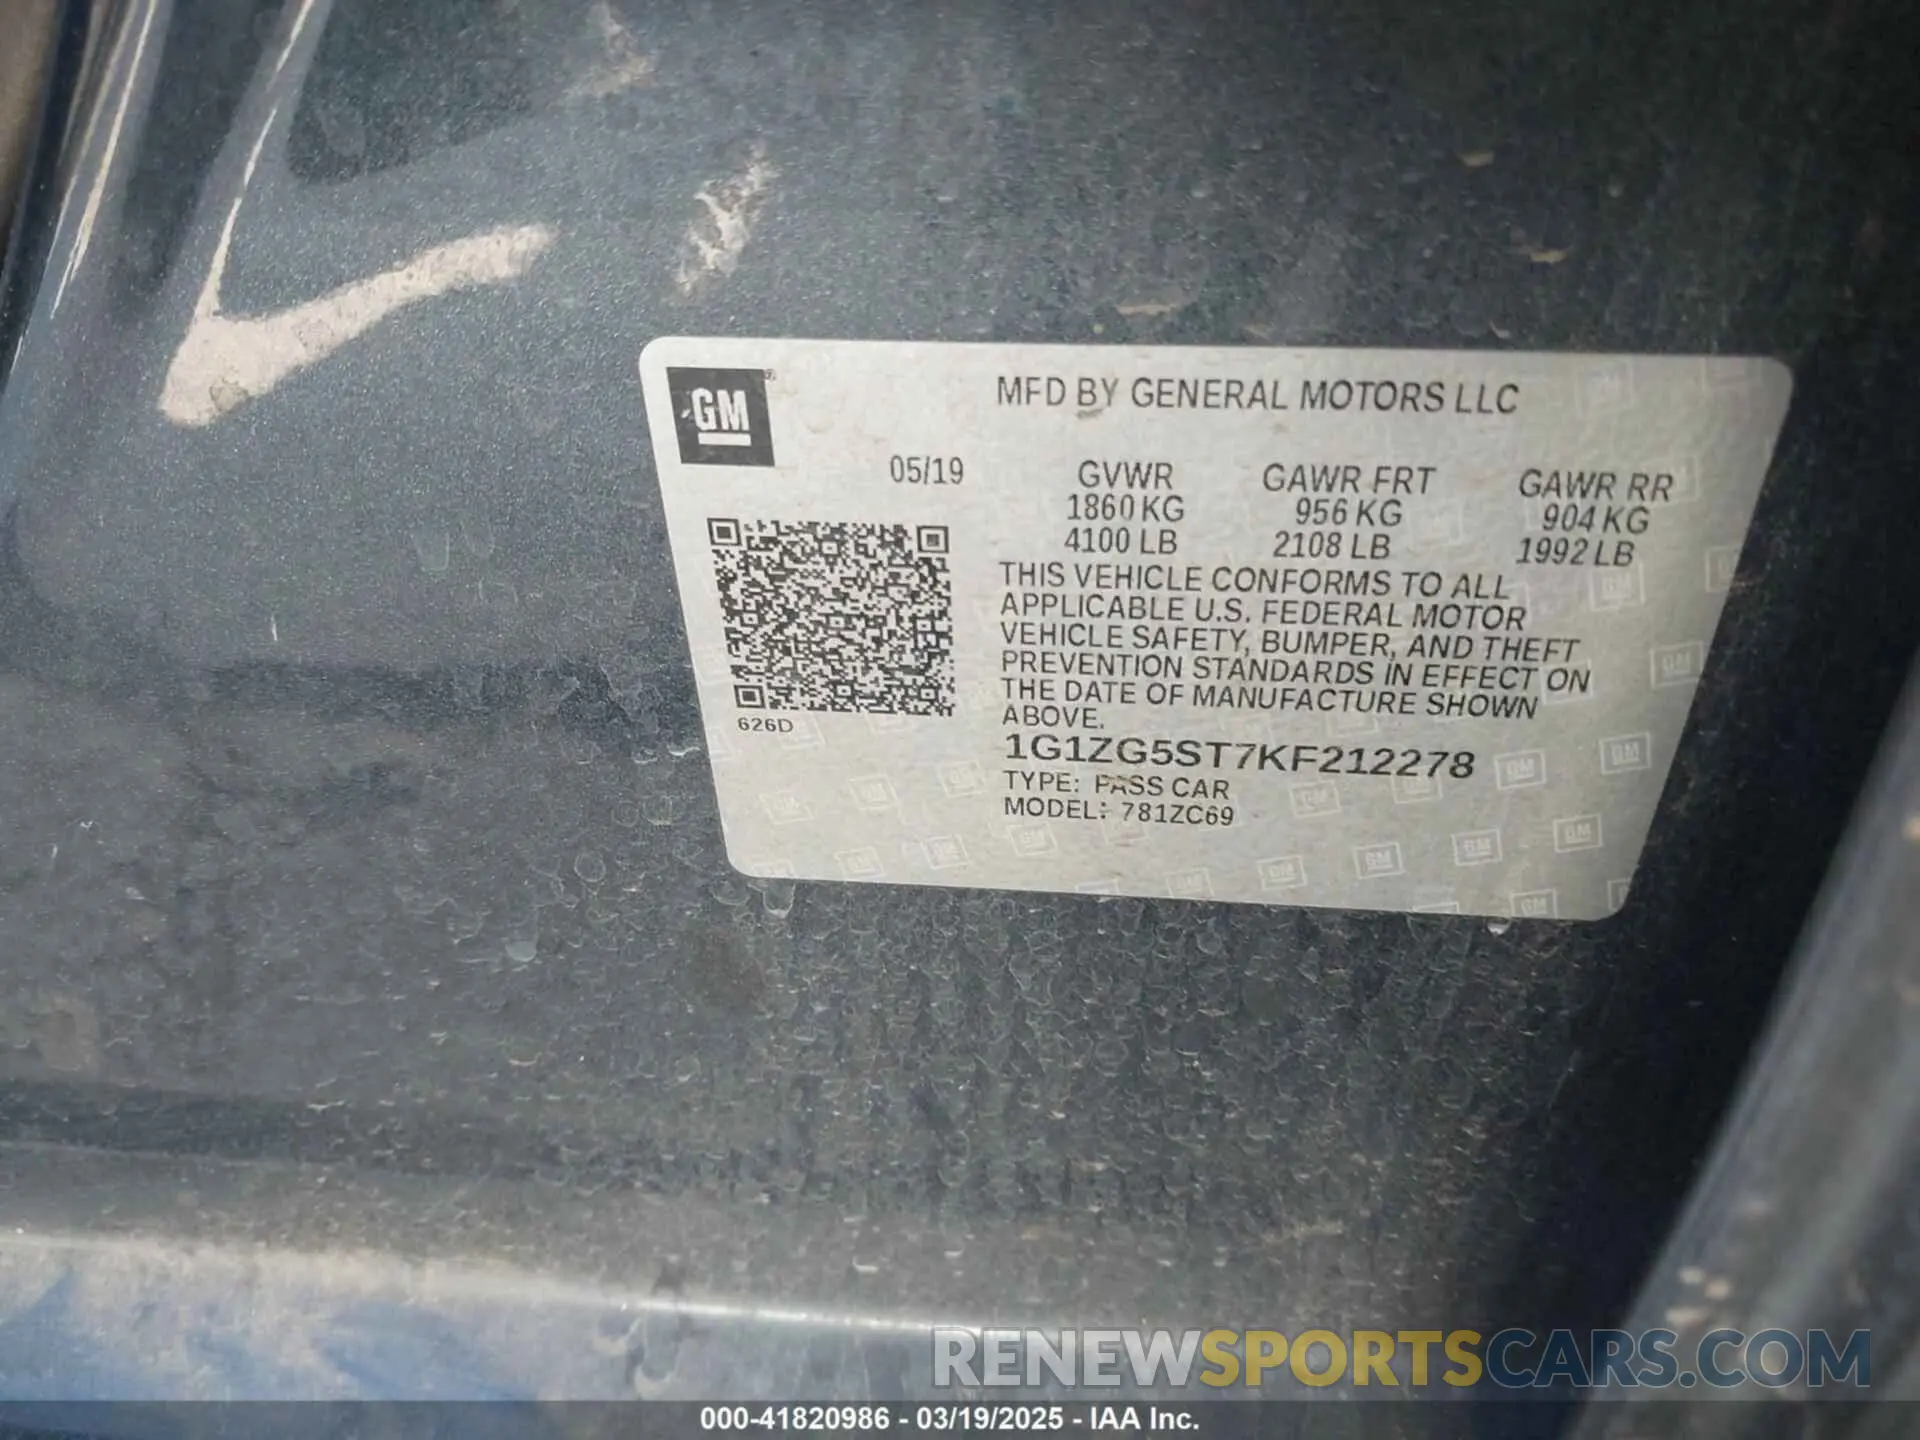 GM
MFD BY GENERAL MOTORS LLC
05/19 GVWR GAWR FRT GAWR RR
1860 KG 956 KG 904 KG
4100 LB 2108 LB 1992 LB
THIS VEHICLE CONFORMS TO ALL
APPLICABLE U.S. FEDERAL MOTOR
VEHICLE SAFETY, BUMPER, AND THEFT
PREVENTION STANDARDS IN EFFECT ON
THE DATE OF MANUFACTURE SHOWN
ABOVE.
626D
1G1ZG5ST7KF212278
TYPE: PASS CAR
MODEL: 781ZC69
RENEWSPORTSCARS.COM
000-41820986 - 03/19/2025 - IAA Inc.